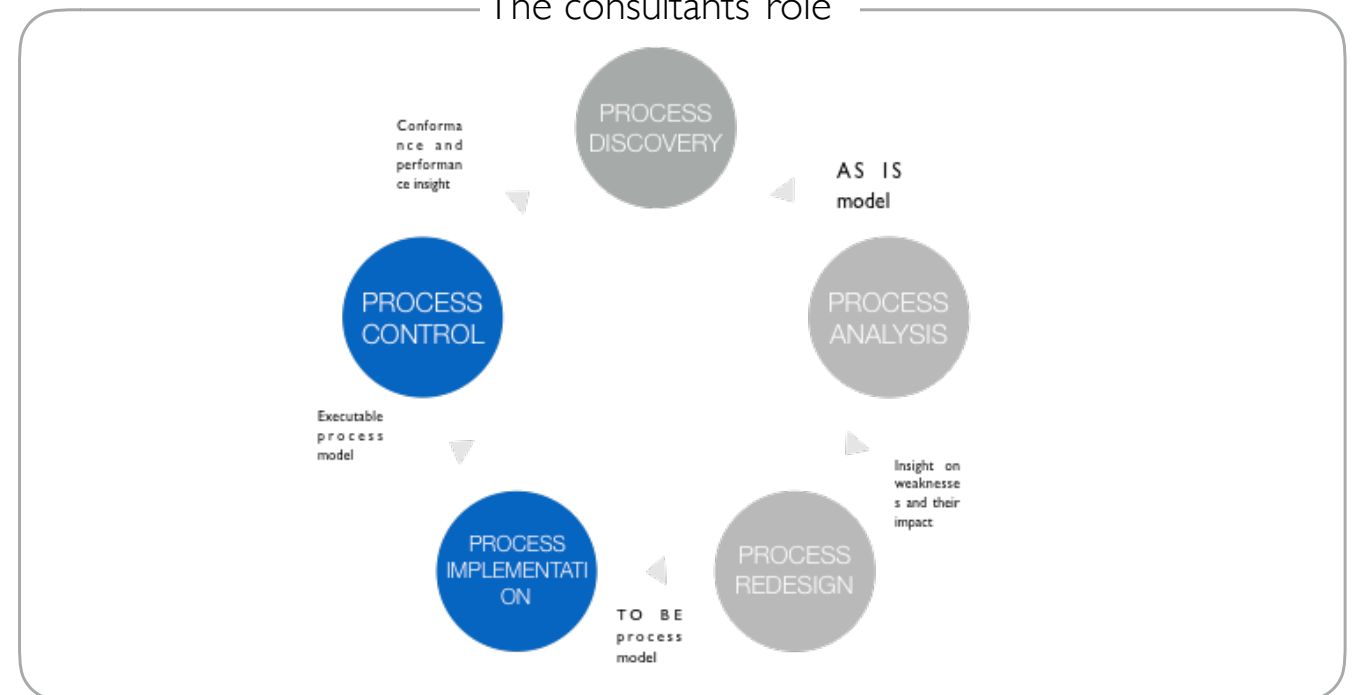 The consultants' role
PROCESS
DISCOVERY
Conforma
nce and
performan
ce insight
AS IS
model
PROCESS
CONTROL
PROCESS
ANALYSIS
Executable
process
model
Insight on
weaknesse
s and their
impact
PROCESS
IMPLEMENTATI
ON
PROCESS
REDESIGN
TO BE
process
model